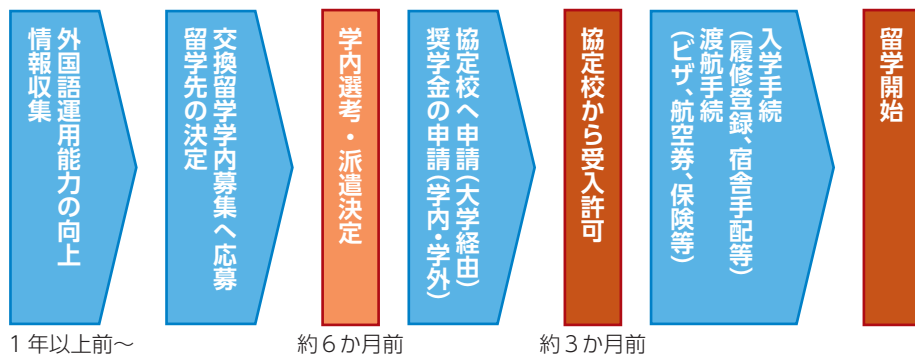 外国語運用能力の向上
情報収集
交換留学学内募集へ応募
留学先の決定
学内選考・派遣決定
協定校へ申請(大学経由)
奨学金の申請(学内・学外)
協定校から受入許可
入学手続
(履修登録、宿舎手配等)
渡航手続
(ビザ、航空券、保険等)
留学開始
1年以上前～
約6か月前
約3か月前